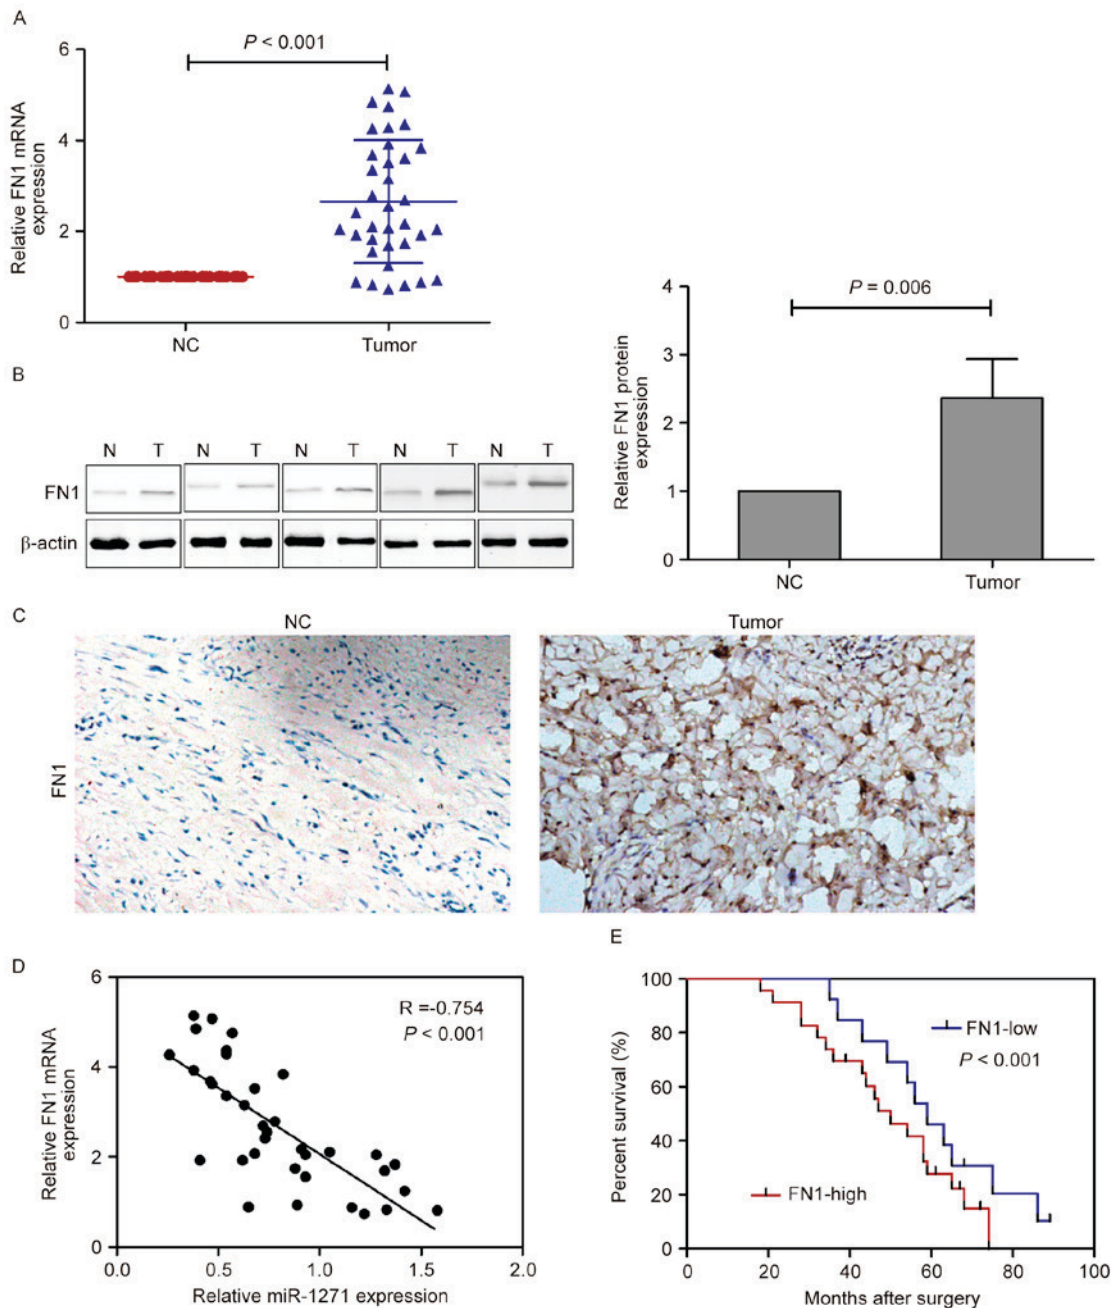 A
P < 0.001
Relative FN1 mRNA
expression
6
4
2
0
NC
Tumor
B
N T N T N T N T N T
FN1
β-actin
P = 0.006
Relative FN1 protein
expression
4
3
2
1
0
NC
Tumor
C
NC
Tumor
FN1
D
R =-0.754
P < 0.001
Relative FN1 mRNA
expression
6
4
2
0
0.0 0.5 1.0 1.5 2.0
Relative miR-1271 expression
E
Percent survival (%)
100
80
60
40
20
0
FN1-low
P < 0.001
FN1-high
0 20 40 60 80 100
Months after surgery